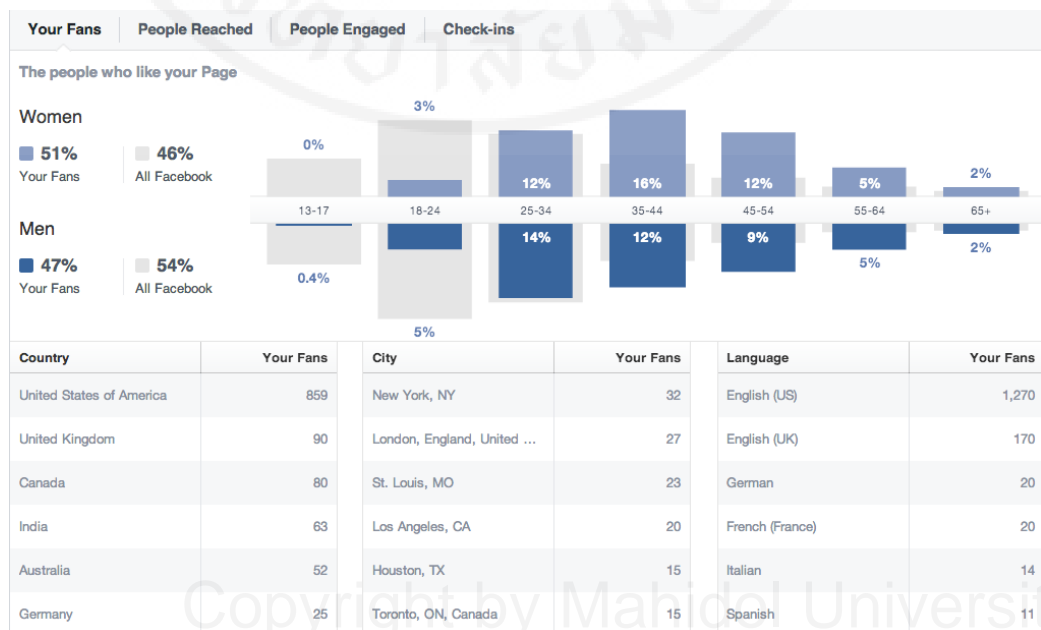 Your Fans People Reached People Engaged Check-ins
The people who like your Page
Women
51% 46%
Your Fans All Facebook
Men
47% 54%
Your Fans All Facebook
0% 3% 12% 16% 12% 5% 2%
13-17 18-24 25-34 35-44 45-54 55-64 65+
0.4% 5% 14% 12% 9% 5% 2%
Country Your Fans City Your Fans Language Your Fans
United States of America 859 New York, NY 32 English (US) 1,270
United Kingdom 90 London, England, United ... 27 English (UK) 170
Canada 80 St. Louis, MO 23 German 20
India 63 Los Angeles, CA 20 French (France) 20
Australia 52 Houston, TX 15 Italian 14
Germany 25 Toronto, ON, Canada 15 Spanish 11
Copyright by Mahidol Universit